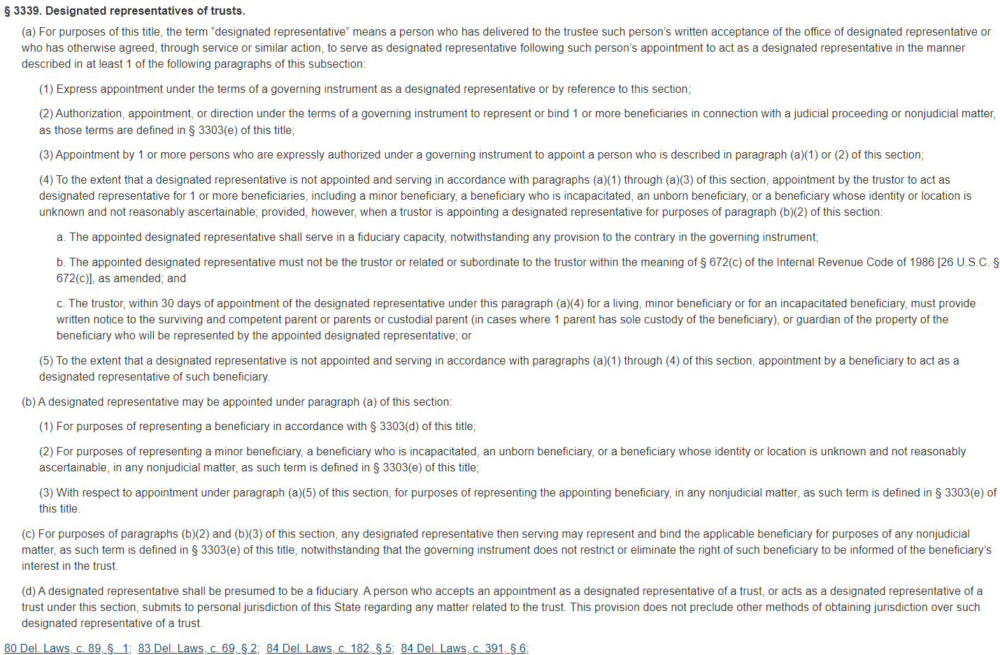 § 3339. Designated representatives of trusts.
(a) For purposes of this title, the term “designated representative” means a person who has delivered to the trustee such person’s written acceptance of the office of designated representative or
who has otherwise agreed, through service or similar action, to serve as designated representative following such person’s appointment to act as a designated representative in the manner
described in at least 1 of the following paragraphs of this subsection:
(1) Express appointment under the terms of a governing instrument as a designated representative or by reference to this section;
(2) Authorization, appointment, or direction under the terms of a governing instrument to represent or bind 1 or more beneficiaries in connection with a judicial proceeding or nonjudicial matter,
as those terms are defined in § 3303(e) of this title;
(3) Appointment by 1 or more persons who are expressly authorized under a governing instrument to appoint a person who is described in paragraph (a)(1) or (2) of this section;
(4) To the extent that a designated representative is not appointed and serving in accordance with paragraphs (a)(1) through (a)(3) of this section, appointment by the trustor to act as
designated representative for 1 or more beneficiaries, including a minor beneficiary, a beneficiary who is incapacitated, an unborn beneficiary, or a beneficiary whose identity or location is
unknown and not reasonably ascertainable; provided, however, when a trustor is appointing a designated representative for purposes of paragraph (b)(2) of this section:
a. The appointed designated representative shall serve in a fiduciary capacity, notwithstanding any provision to the contrary in the governing instrument;
b. The appointed designated representative must not be the trustor or related or subordinate to the trustor within the meaning of § 672(c) of the Internal Revenue Code of 1986 [26 U.S.C. §
672(c)], as amended; and
c. The trustor, within 30 days of appointment of the designated representative under this paragraph (a)(4) for a living, minor beneficiary or for an incapacitated beneficiary, must provide
written notice to the surviving and competent parent or parents or custodial parent (in cases where 1 parent has sole custody of the beneficiary), or guardian of the property of the
beneficiary who will be represented by the appointed designated representative; or
(5) To the extent that a designated representative is not appointed and serving in accordance with paragraphs (a)(1) through (4) of this section, appointment by a beneficiary to act as a
designated representative of such beneficiary.
(b) A designated representative may be appointed under paragraph (a) of this section:
(1) For purposes of representing a beneficiary in accordance with § 3303(d) of this title;
(2) For purposes of representing a minor beneficiary, a beneficiary who is incapacitated, an unborn beneficiary, or a beneficiary whose identity or location is unknown and not reasonably
ascertainable, in any nonjudicial matter, as such term is defined in § 3303(e) of this title;
(3) With respect to appointment under paragraph (a)(5) of this section, for purposes of representing the appointing beneficiary, in any nonjudicial matter, as such term is defined in § 3303(e) of
this title.
(c) For purposes of paragraphs (b)(2) and (b)(3) of this section, any designated representative then serving may represent and bind the applicable beneficiary for purposes of any nonjudicial
matter, as such term is defined in § 3303(e) of this title, notwithstanding that the governing instrument does not restrict or eliminate the right of such beneficiary to be informed of the beneficiary’s
interest in the trust.
(d) A designated representative shall be presumed to be a fiduciary. A person who accepts an appointment as a designated representative of a trust, or acts as a designated representative of a
trust under this section, submits to personal jurisdiction of this State regarding any matter related to the trust. This provision does not preclude other methods of obtaining jurisdiction over such
designated representative of a trust.
80 Del. Laws, c. 89, § 1; 83 Del. Laws, c. 69, § 2; 84 Del. Laws, c. 182, § 5; 84 Del. Laws, c. 391, § 6;